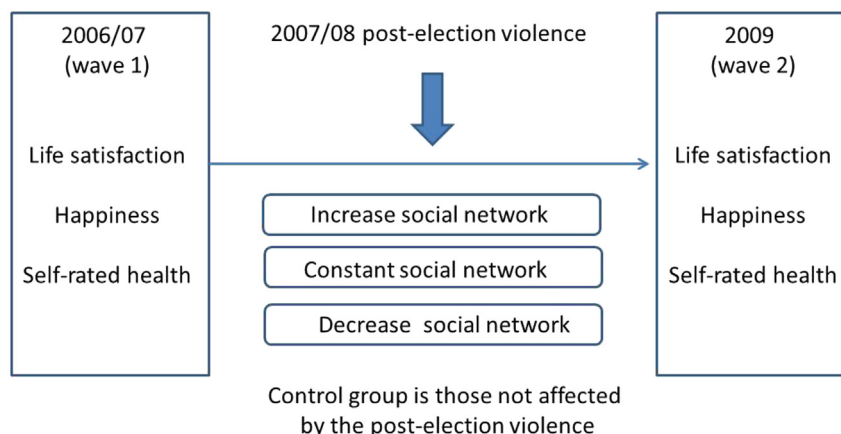 2006/07
(wave 1)
Life satisfaction
Happiness
Self-rated health
2007/08 post-election violence
Increase social network
Constant social network
Decrease social network
Control group is those not affected
by the post-election violence
2009
(wave 2)
Life satisfaction
Happiness
Self-rated health